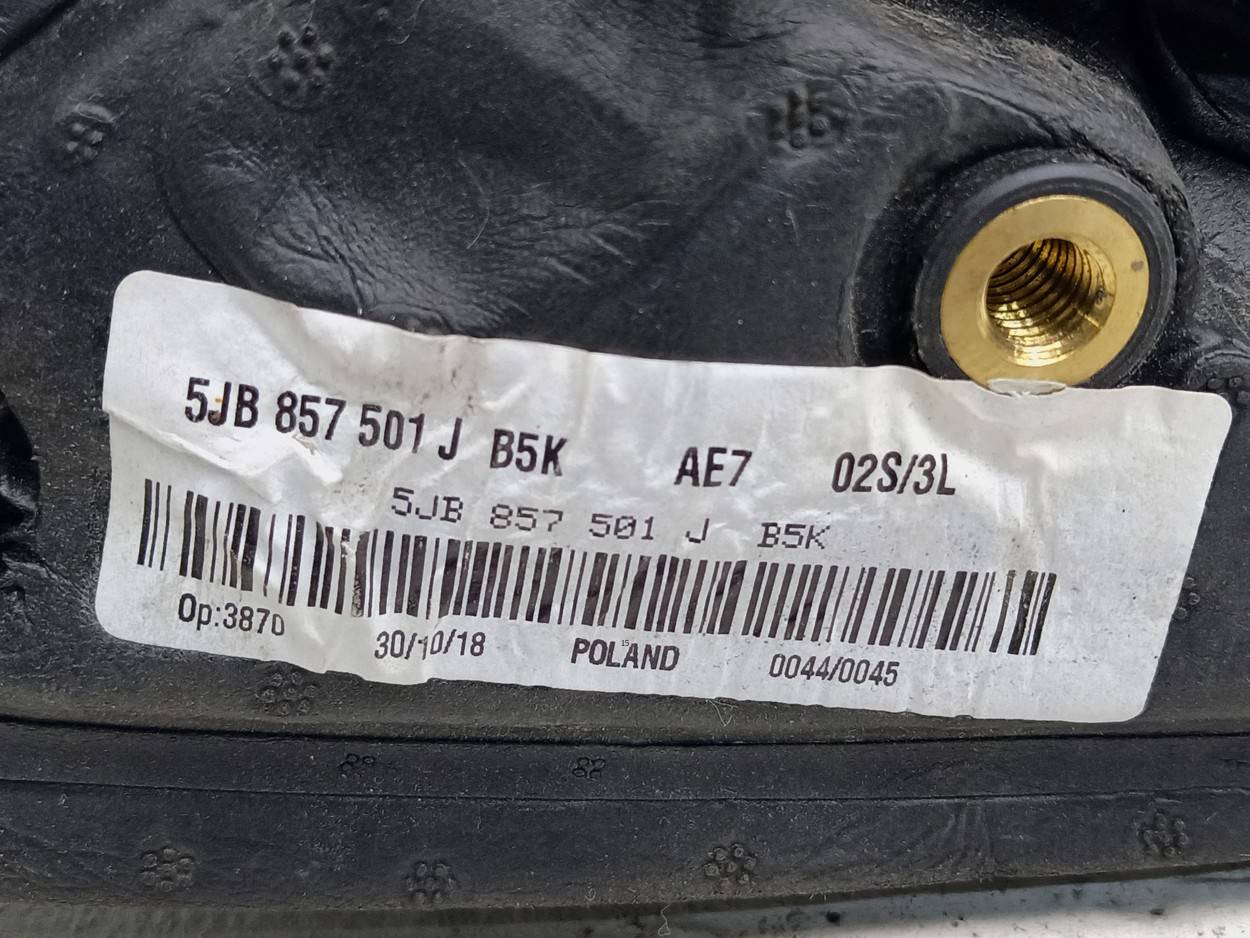 5JB 857 501 J B5K AE7 02S/3L
5JB 857 501 J B5K
Op:3870 30/10/18 POLAND 0044/0045